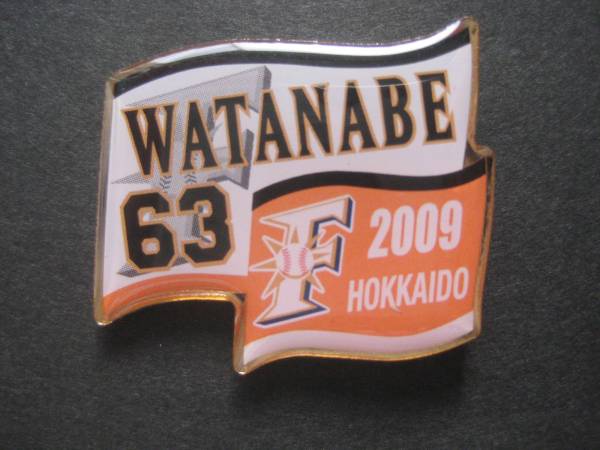 WATANABE
63
F
2009
HOKKAIDO